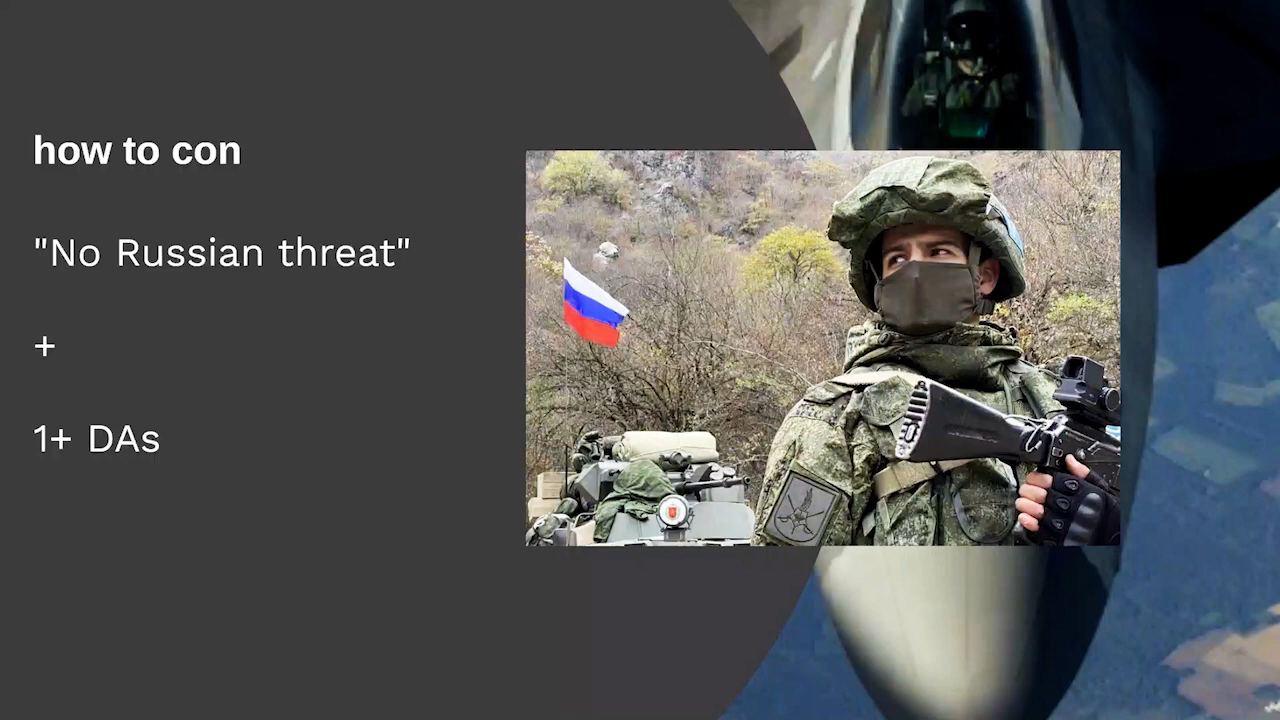 how to con
"No Russian threat"
+
1+ DAs